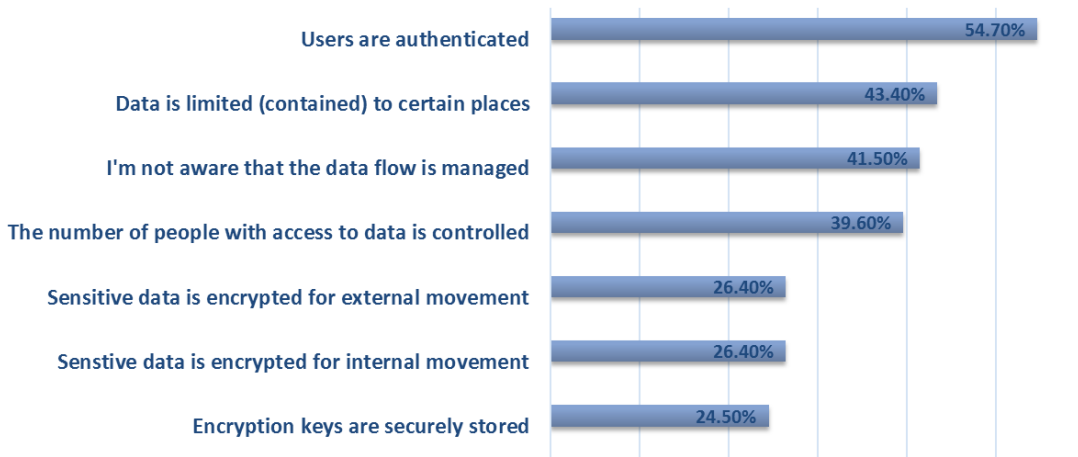 Users are authenticated
54.70%
Data is limited (contained) to certain places
43.40%
I'm not aware that the data flow is managed
41.50%
The number of people with access to data is controlled
39.60%
Sensitive data is encrypted for external movement
26.40%
Senstive data is encrypted for internal movement
26.40%
Encryption keys are securely stored
24.50%